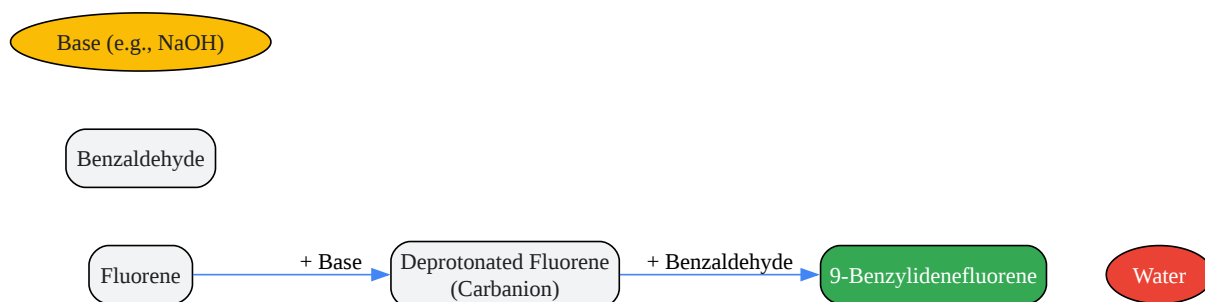 Base (e.g., NaOH)
Benzaldehyde
Fluorene
+ Base
Deprotonated Fluorene
(Carbanion)
+ Benzaldehyde
9-Benzylidenefluorene
Water